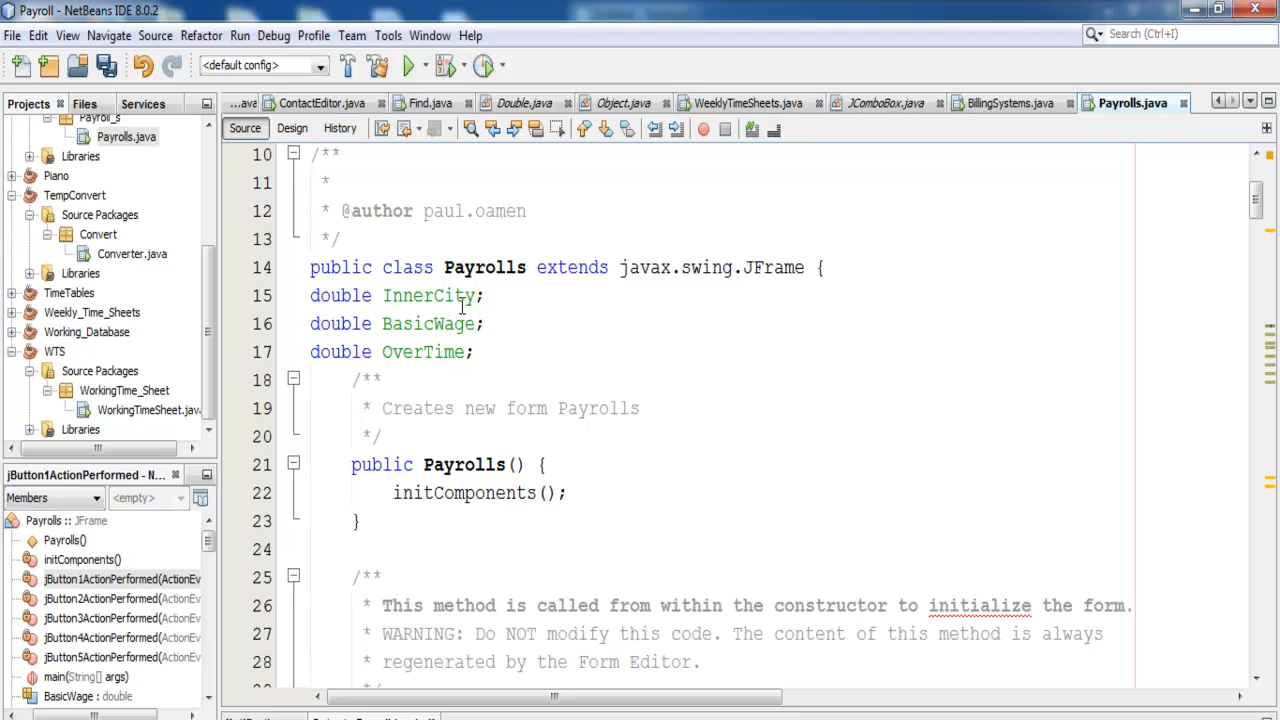 Payroll - NetBeans IDE 8.0.2
File Edit View Navigate Source Refactor Run Debug Profile Team Tools Window Help
Search (Ctrl+I)
<default config>
Projects Files Services
...ava ContactEditor.java Find.java Double.java Object.java WeeklyTimeSheets.java JComboBox.java BillingSystems.java Payrolls.java
Source Design History
Payroll_s
Payrolls.java
Libraries
Piano
TempConvert
Source Packages
Convert
Converter.java
Libraries
TimeTables
Weekly_Time_Sheets
Working_Database
WTS
Source Packages
WorkingTime_Sheet
WorkingTimeSheet.java
Libraries
jButton1ActionPerformed - N...
Members <empty>
Payrolls :: JFrame
Payrolls()
initComponents()
jButton1ActionPerformed(ActionEv
jButton2ActionPerformed(ActionEv
jButton3ActionPerformed(ActionEv
jButton4ActionPerformed(ActionEv
jButton5ActionPerformed(ActionEv
main(String[] args)
BasicWage : double
10 /**
11 *
12 * @author paul.oamen
13 */
14 public class Payrolls extends javax.swing.JFrame {
15 double InnerCity;
16 double BasicWage;
17 double OverTime;
18 /**
19 * Creates new form Payrolls
20 */
21 public Payrolls() {
22 initComponents();
23 }
24
25 /**
26 * This method is called from within the constructor to initialize the form.
27 * WARNING: Do NOT modify this code. The content of this method is always
28 * regenerated by the Form Editor.